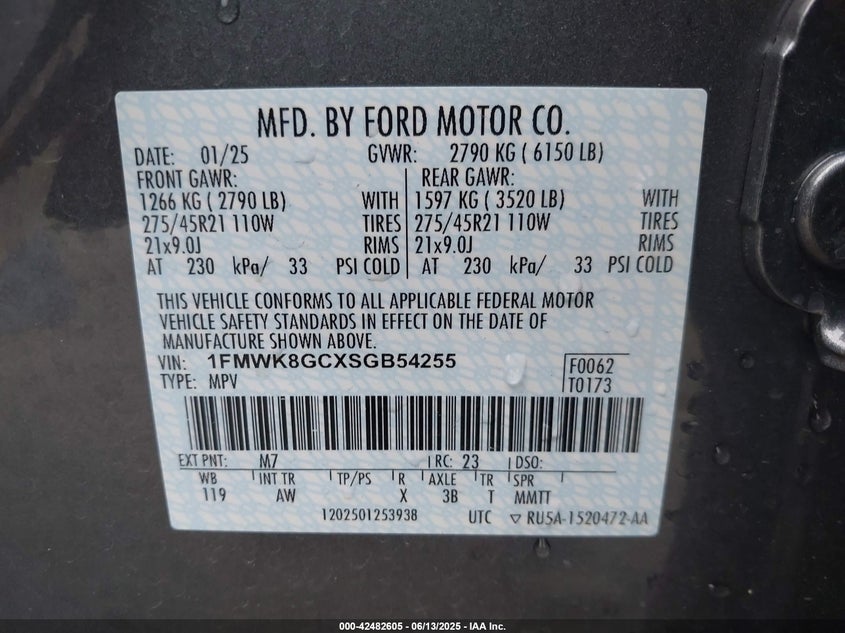 MFD. BY FORD MOTOR CO.
DATE: 01/25 GVWR: 2790 KG ( 6150 LB)
FRONT GAWR: REAR GAWR:
1266 KG ( 2790 LB) WITH 1597 KG ( 3520 LB) WITH
275/45R21 110W TIRES 275/45R21 110W TIRES
21x9.0J RIMS 21x9.0J RIMS
AT 230 kPa/ 33 PSI COLD AT 230 kPa/ 33 PSI COLD
THIS VEHICLE CONFORMS TO ALL APPLICABLE FEDERAL MOTOR
VEHICLE SAFETY STANDARDS IN EFFECT ON THE DATE OF
MANUFACTURE SHOWN ABOVE.
VIN: 1FMWK8GCXSGB54255 F0062
TYPE: MPV T0173
EXT PNT: M7 RC: 23 DSO:
WB INT TR TP/PS R AXLE TR SPR
119 AW X 3B T MMTT
1202501253938 UTC ▽ RU5A-1520472-AA
000-42482605 - 06/13/2025 - IAA Inc.